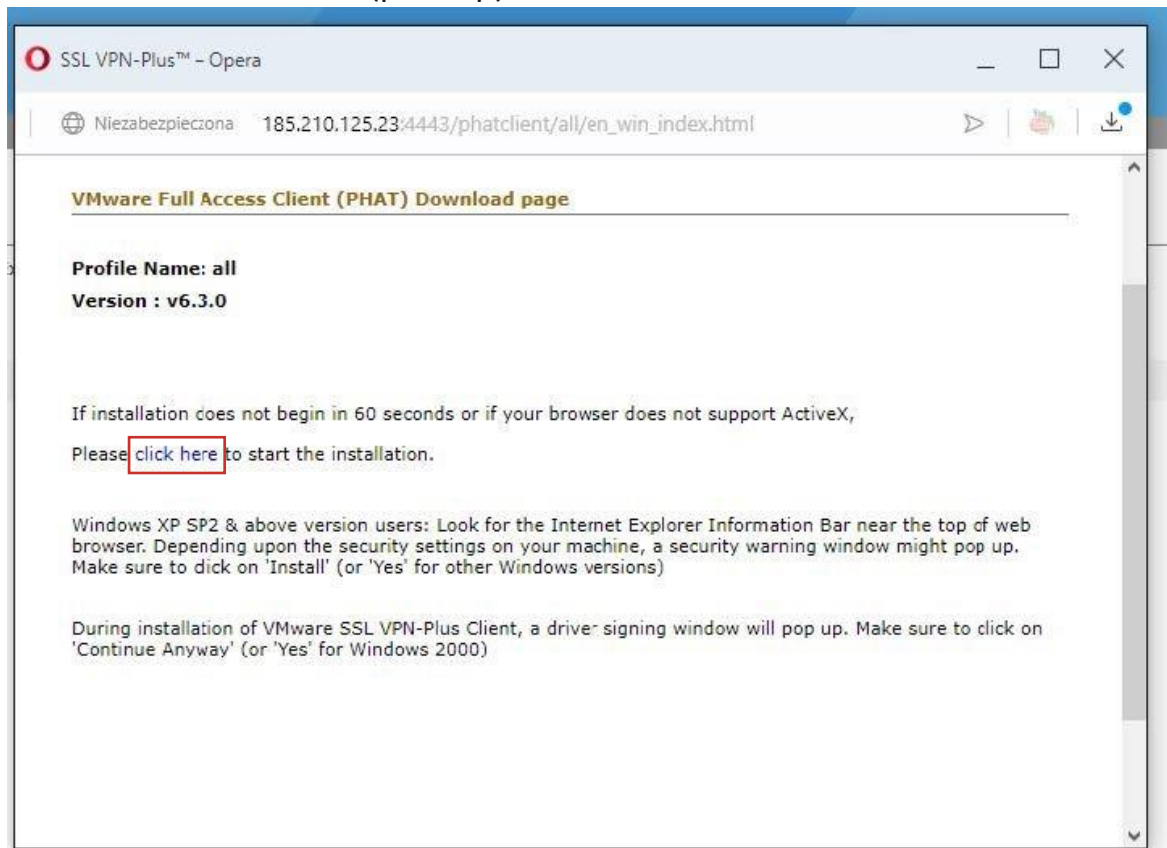 SSL VPN-Plus™ – Opera
Niezabezpieczona 185.210.125.23:4443/phatclient/all/en_win_index.html
VMware Full Access Client (PHAT) Download page
Profile Name: all
Version : v6.3.0
If installation does not begin in 60 seconds or if your browser does not support ActiveX,
Please click here to start the installation.
Windows XP SP2 & above version users: Look for the Internet Explorer Information Bar near the top of web
browser. Depending upon the security settings on your machine, a security warning window might pop up.
Make sure to click on 'Install' (or 'Yes' for other Windows versions)
During installation of VMware SSL VPN-Plus Client, a driver signing window will pop up. Make sure to click on
'Continue Anyway' (or 'Yes' for Windows 2000)